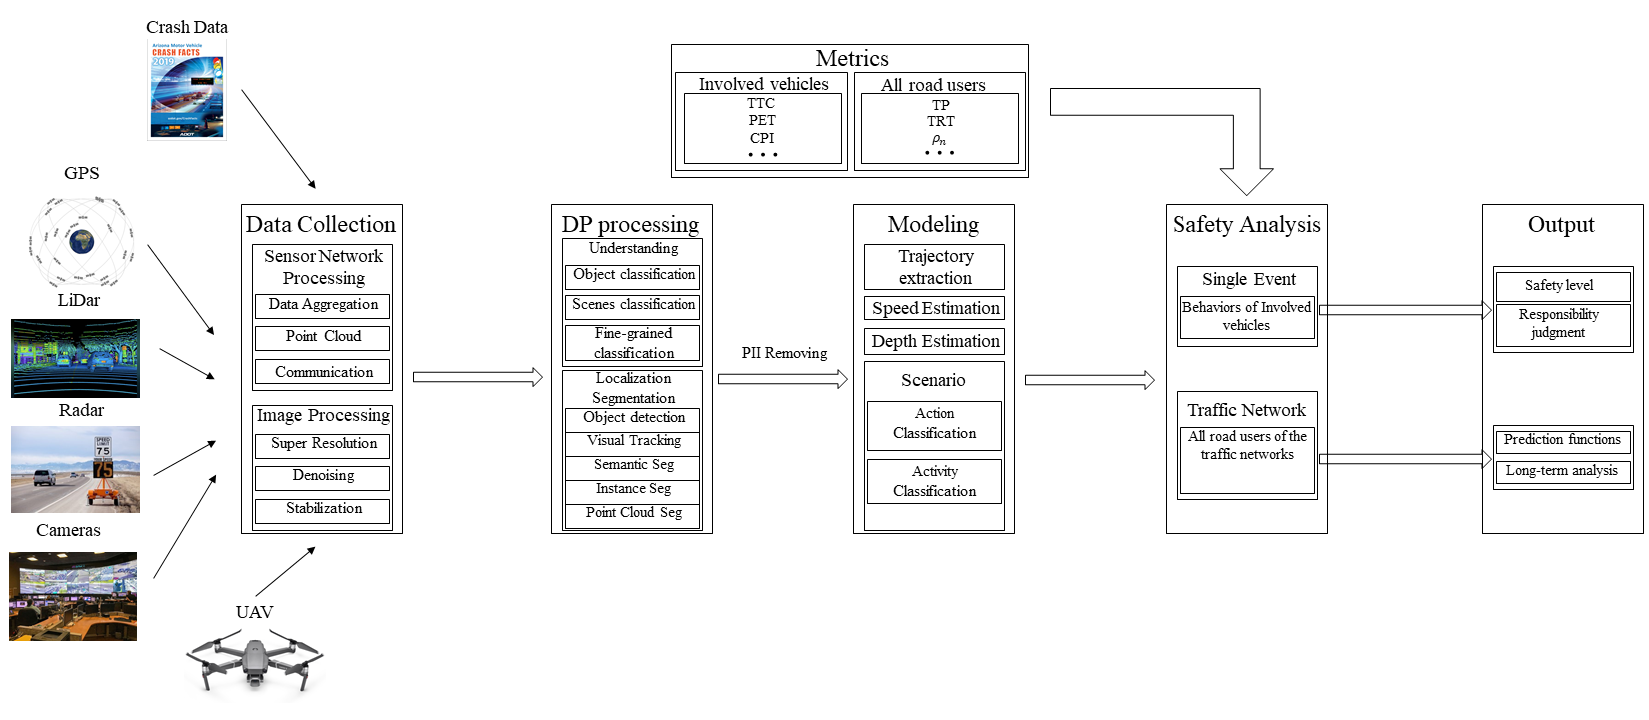 Crash Data
Arizona Motor Vehicle
CRASH FACTS
2019
ADOT
GPS
LiDar
Radar
SPEED
LIMIT
75
YOUR SPEED
75
Cameras
UAV
Data Collection
Sensor Network
Processing
Data Aggregation
Point Cloud
Communication
Image Processing
Super Resolution
Denoising
Stabilization
DP processing
Understanding
Object classification
Scenes classification
Fine-grained
classification
Localization
Segmentation
Object detection
Visual Tracking
Semantic Seg
Instance Seg
Point Cloud Seg
PII Removing
Metrics
Involved vehicles
TTC
PET
CPI
• • •
All road users
TP
TRT
ρₙ
• • •
Modeling
Trajectory
extraction
Speed Estimation
Depth Estimation
Scenario
Action
Classification
Activity
Classification
Safety Analysis
Single Event
Behaviors of Involved
vehicles
Traffic Network
All road users of the
traffic networks
Output
Safety level
Responsibility
judgment
Prediction functions
Long-term analysis